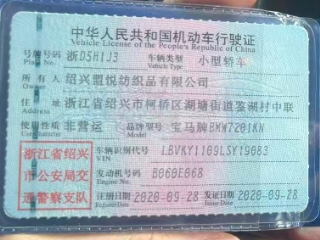 中华人民共和国机动车行驶证
Vehicle License of the People's Republic of China
号牌号码 浙D5H1J3 车辆类型 小型轿车
Plate No. Vehicle Type
所有人 绍兴盟悦纺织品有限公司
Owner
住址 浙江省绍兴市柯桥区湖塘街道鉴湖村中联
Address
使用性质 非营运 品牌型号 宝马牌BMW7201KN
Use Character Model
浙江省绍兴
市公安局交
通警察支队
车辆识别代号 LBVKY1109LSY19083
VIN
发动机号码 B060E068
Engine No.
注册日期 2020-09-28 发证日期 2020-09-28
Register Date Issue Date